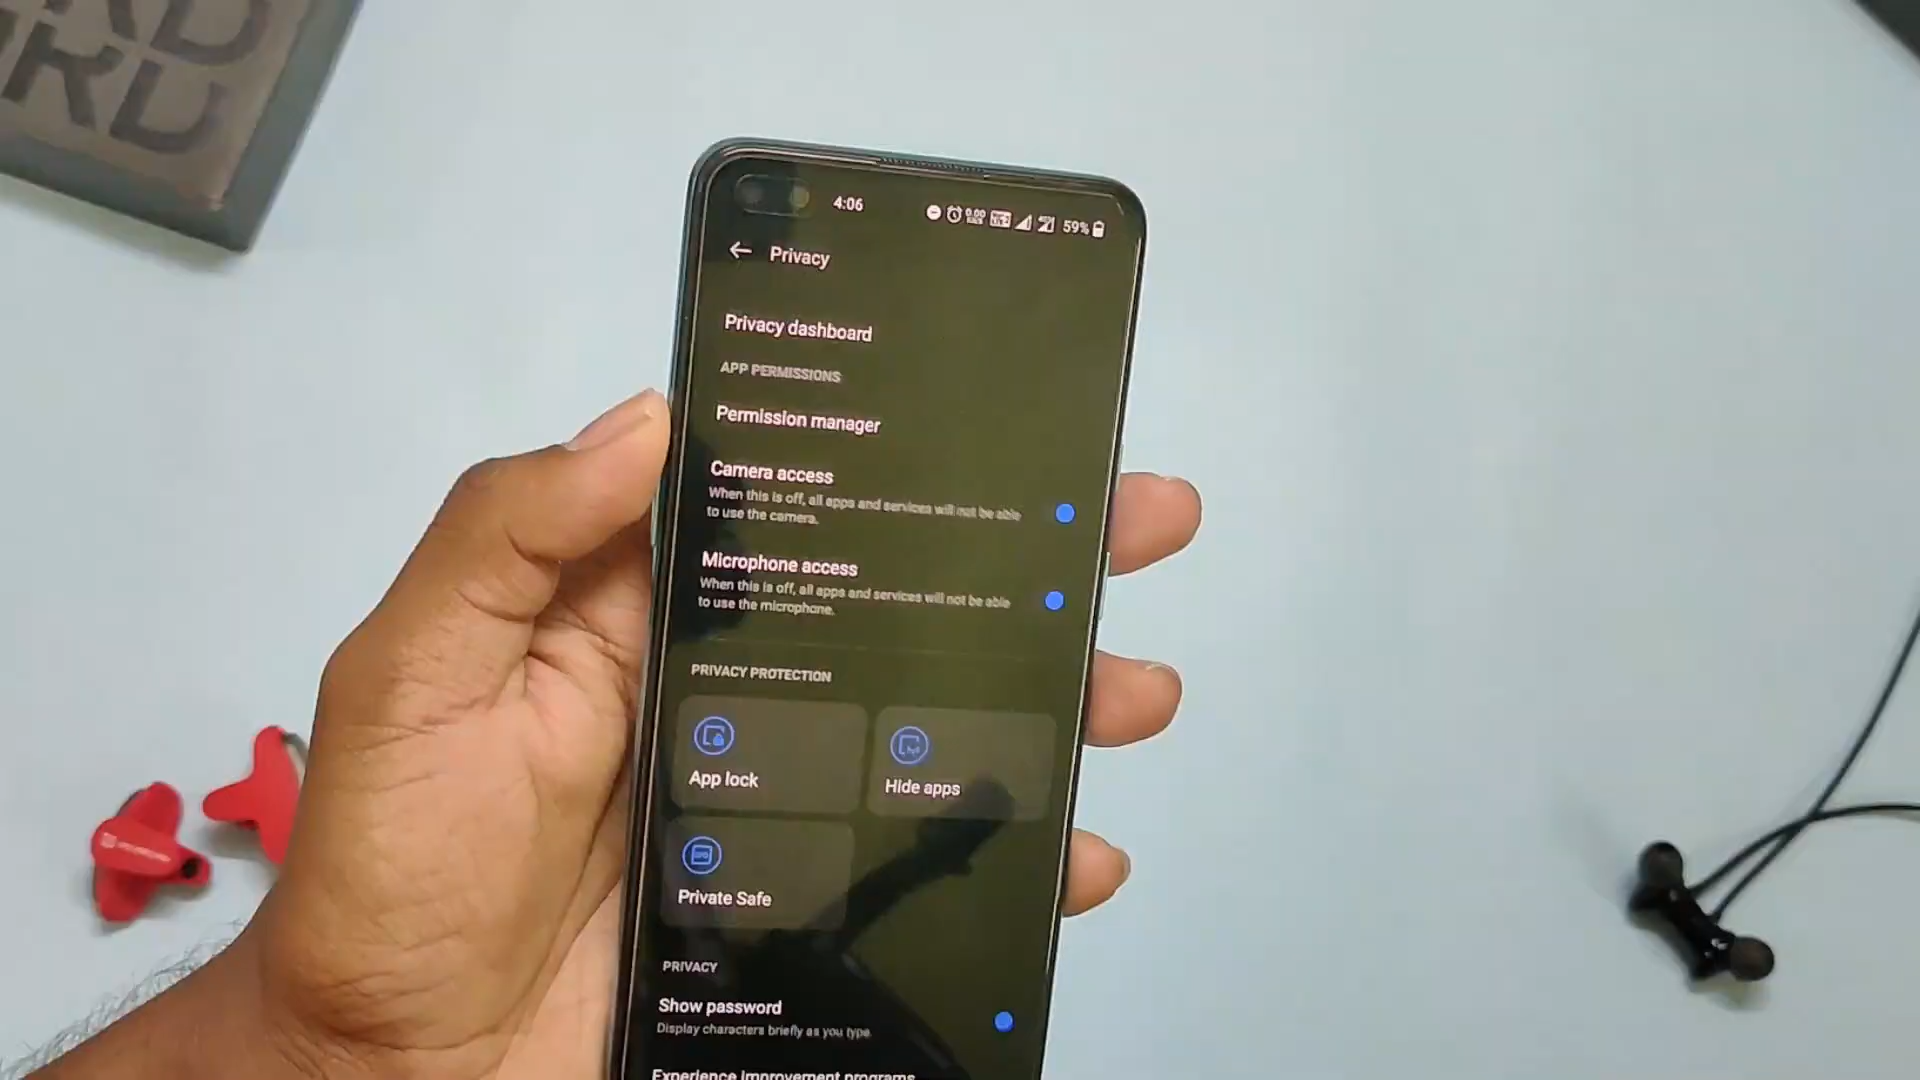 4:06
59%
Privacy
Privacy dashboard
APP PERMISSIONS
Permission manager
Camera access
When this is off, all apps and services will not be able
to use the camera.
Microphone access
When this is off, all apps and services will not be able
to use the microphone.
PRIVACY PROTECTION
App lock
Hide apps
Private Safe
PRIVACY
Show password
Display characters briefly as you type
Experience improvement programs